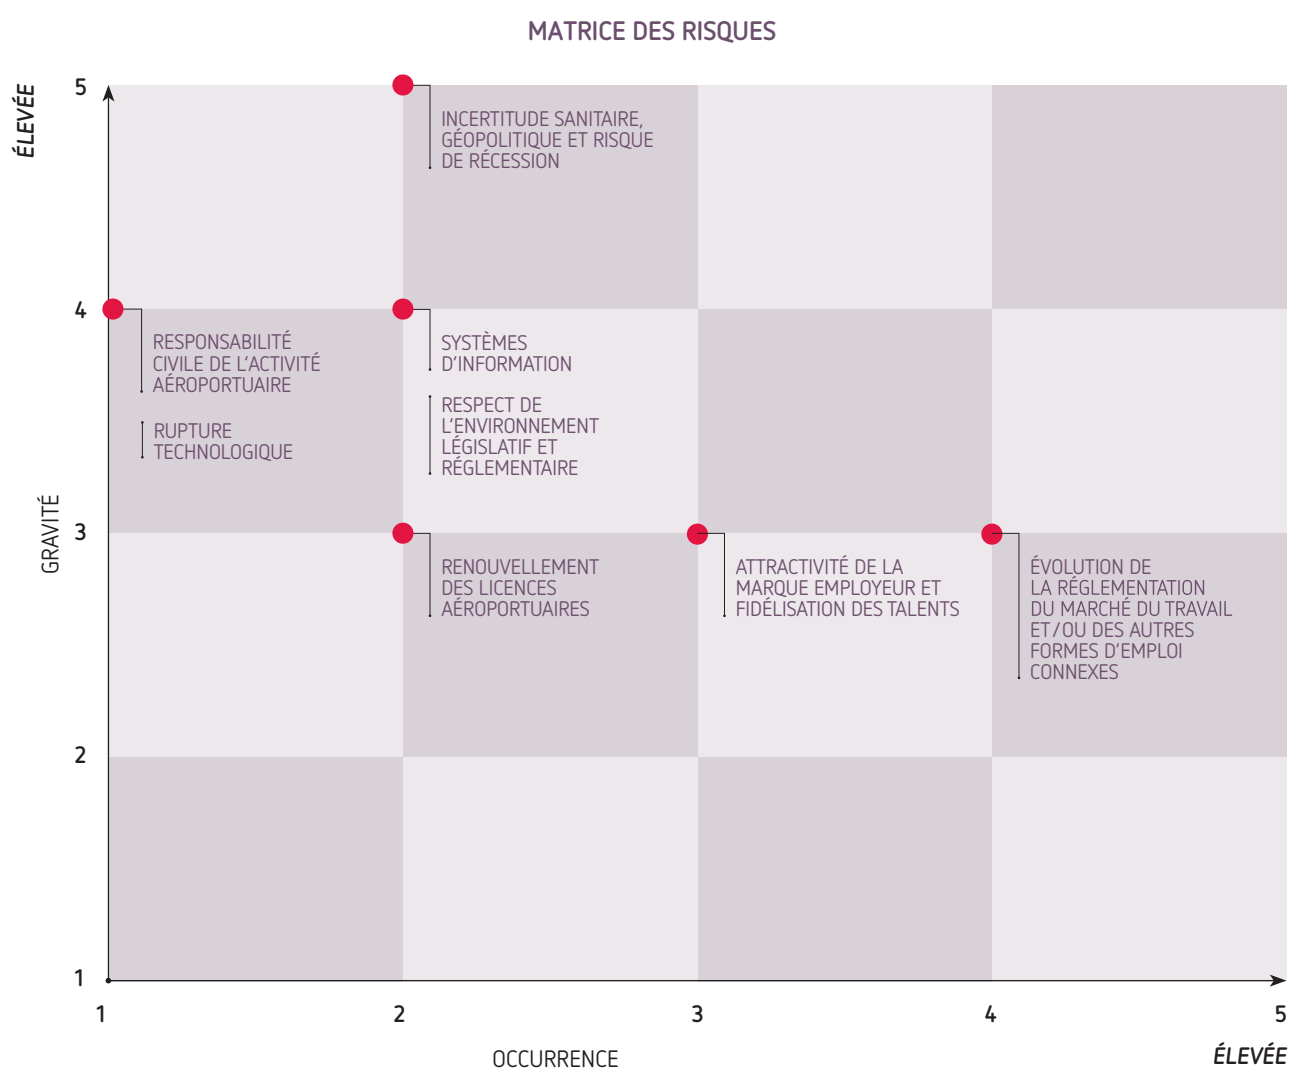 MATRICE DES RISQUES
ÉLEVÉE
5
INCERTITUDE SANITAIRE,
GÉOPOLITIQUE ET RISQUE
DE RÉCESSION
4
RESPONSABILITÉ
CIVILE DE L'ACTIVITÉ
AÉROPORTUAIRE
RUPTURE
TECHNOLOGIQUE
SYSTÈMES
D'INFORMATION
RESPECT DE
L'ENVIRONNEMENT
LÉGISLATIF ET
RÉGLEMENTAIRE
GRAVITÉ
3
RENOUVELLEMENT
DES LICENCES
AÉROPORTUAIRES
ATTRACTIVITÉ DE LA
MARQUE EMPLOYEUR ET
FIDÉLISATION DES TALENTS
ÉVOLUTION DE
LA RÉGLEMENTATION
DU MARCHÉ DU TRAVAIL
ET/OU DES AUTRES
FORMES D'EMPLOI
CONNEXES
2
1
1 2 3 4 5
OCCURRENCE
ÉLEVÉE